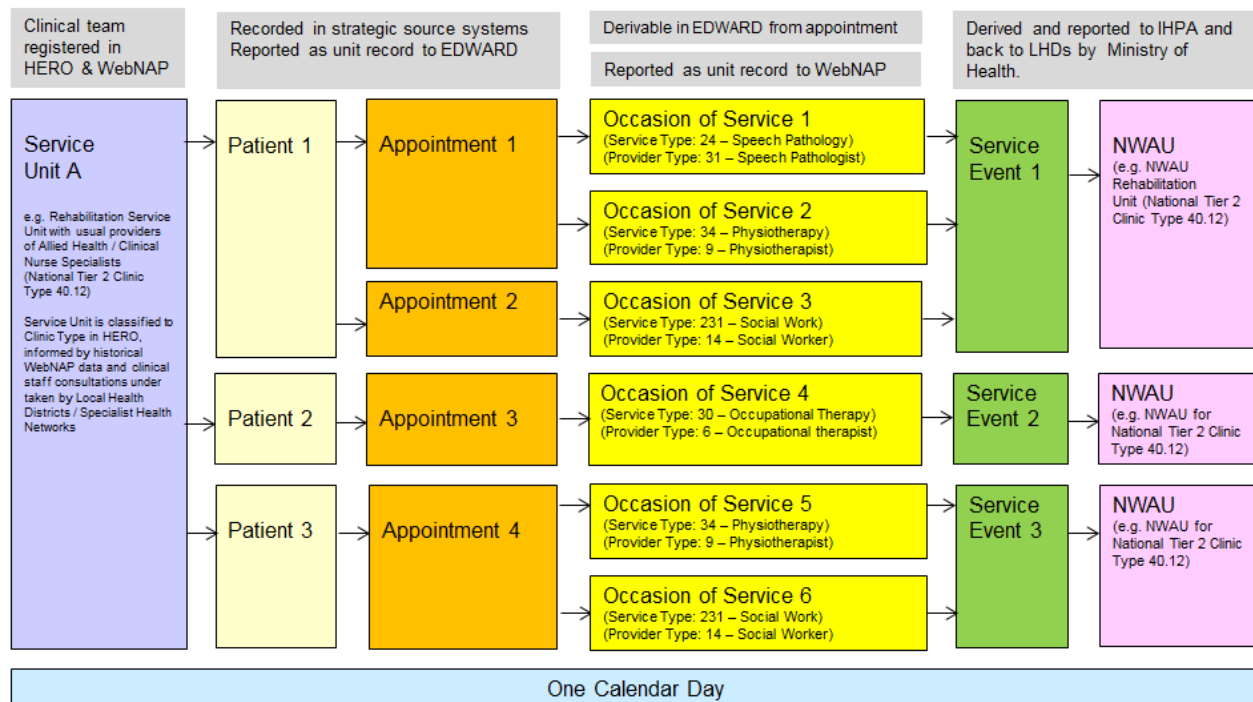 Clinical team
registered in
HERO & WebNAP
Recorded in strategic source systems
Reported as unit record to EDWARD
Derivable in EDWARD from appointment
Reported as unit record to WebNAP
Derived and reported to IHPA and
back to LHDs by Ministry of
Health.
Service
Unit A
e.g. Rehabilitation Service
Unit with usual providers
of Allied Health / Clinical
Nurse Specialists
(National Tier 2 Clinic
Type 40.12)
Service Unit is classified to
Clinic Type in HERO,
informed by historical
WebNAP data and clinical
staff consultations under
taken by Local Health
Districts / Specialist Health
Networks
Patient 1
Appointment 1
Occasion of Service 1
(Service Type: 24 – Speech Pathology)
(Provider Type: 31 – Speech Pathologist)
Occasion of Service 2
(Service Type: 34 – Physiotherapy)
(Provider Type: 9 – Physiotherapist)
Appointment 2
Occasion of Service 3
(Service Type: 231 – Social Work)
(Provider Type: 14 – Social Worker)
Service
Event 1
NWAU
(e.g. NWAU
Rehabilitation
Unit (National Tier 2
Clinic Type 40.12)
Patient 2
Appointment 3
Occasion of Service 4
(Service Type: 30 – Occupational Therapy)
(Provider Type: 6 – Occupational therapist)
Service
Event 2
NWAU
(e.g. NWAU for
National Tier 2 Clinic
Type 40.12)
Patient 3
Appointment 4
Occasion of Service 5
(Service Type: 34 – Physiotherapy)
(Provider Type: 9 – Physiotherapist)
Occasion of Service 6
(Service Type: 231 – Social Work)
(Provider Type: 14 – Social Worker)
Service
Event 3
NWAU
(e.g. NWAU for
National Tier 2 Clinic
Type 40.12)
One Calendar Day